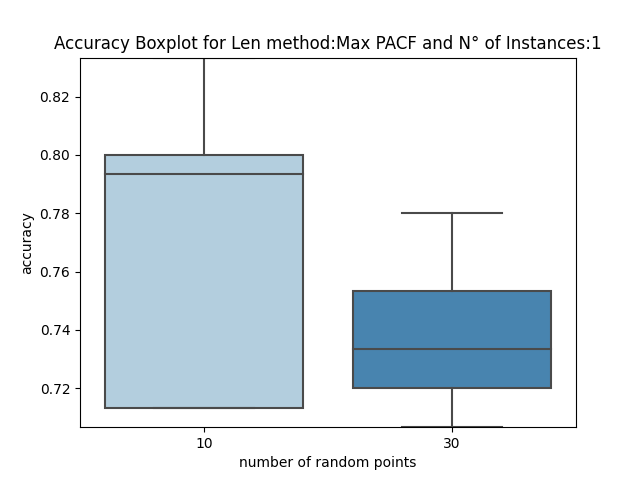 Accuracy Boxplot for Len method:Max PACF and N° of Instances:1
accuracy
0.82
0.80
0.78
0.76
0.74
0.72
10 30
number of random points